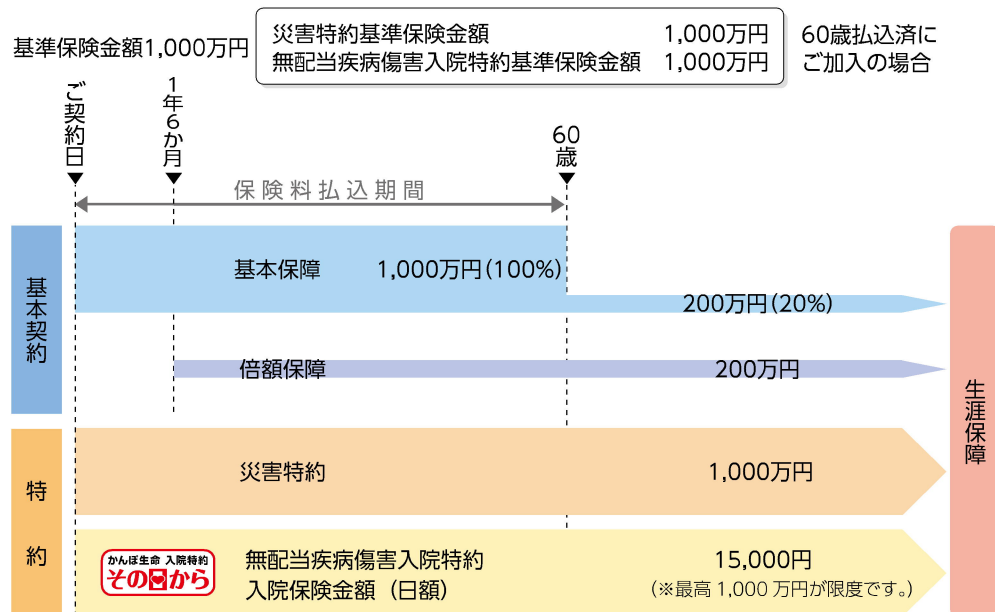 基準保険金額1,000万円
災害特約基準保険金額 1,000万円
無配当疾病傷害入院特約基準保険金額 1,000万円
60歳払込済に
ご加入の場合
ご契約日
1年6か月
60歳
保険料払込期間
基本契約
基本保障 1,000万円(100%)
200万円(20%)
倍額保障 200万円
特約
災害特約 1,000万円
かんぽ生命 入院特約
その日から
無配当疾病傷害入院特約
入院保険金額（日額）
15,000円
(※最高1,000万円が限度です。)
生涯保障